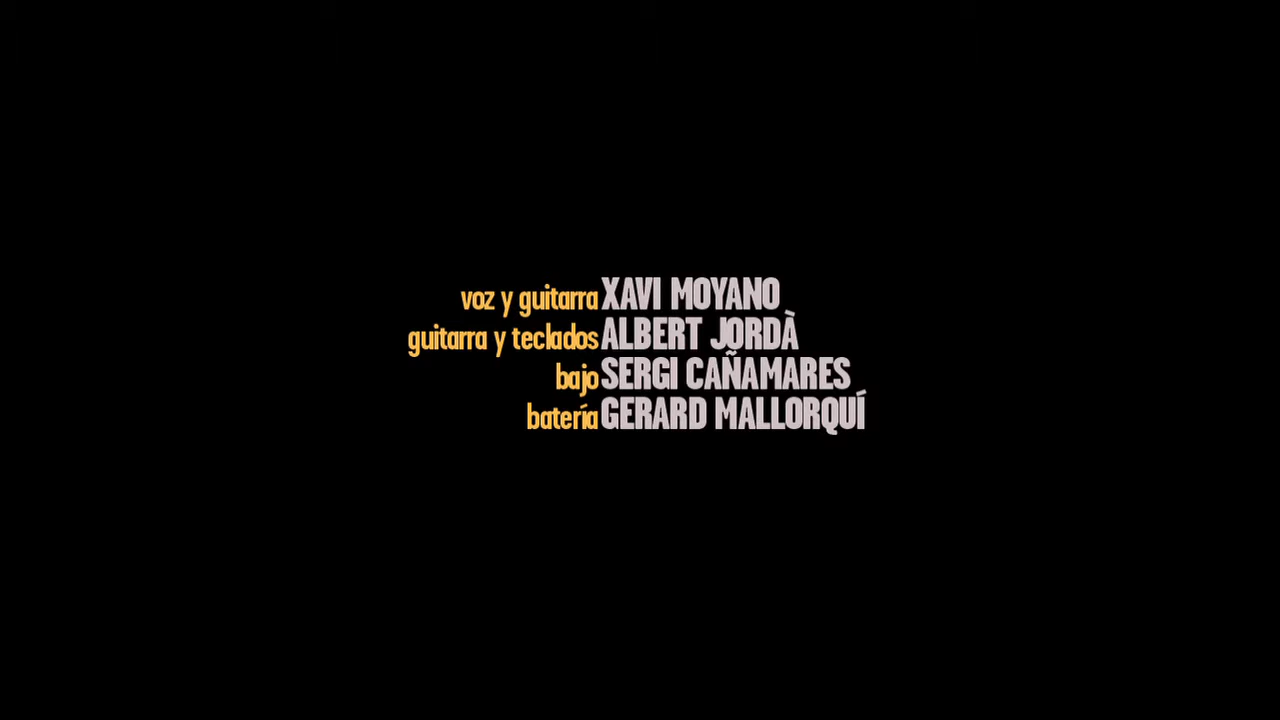 voz y guitarra XAVI MOYANO
guitarra y teclados ALBERT JORDÀ
bajo SERGI CAÑAMARES
batería GERARD MALLORQUÍ